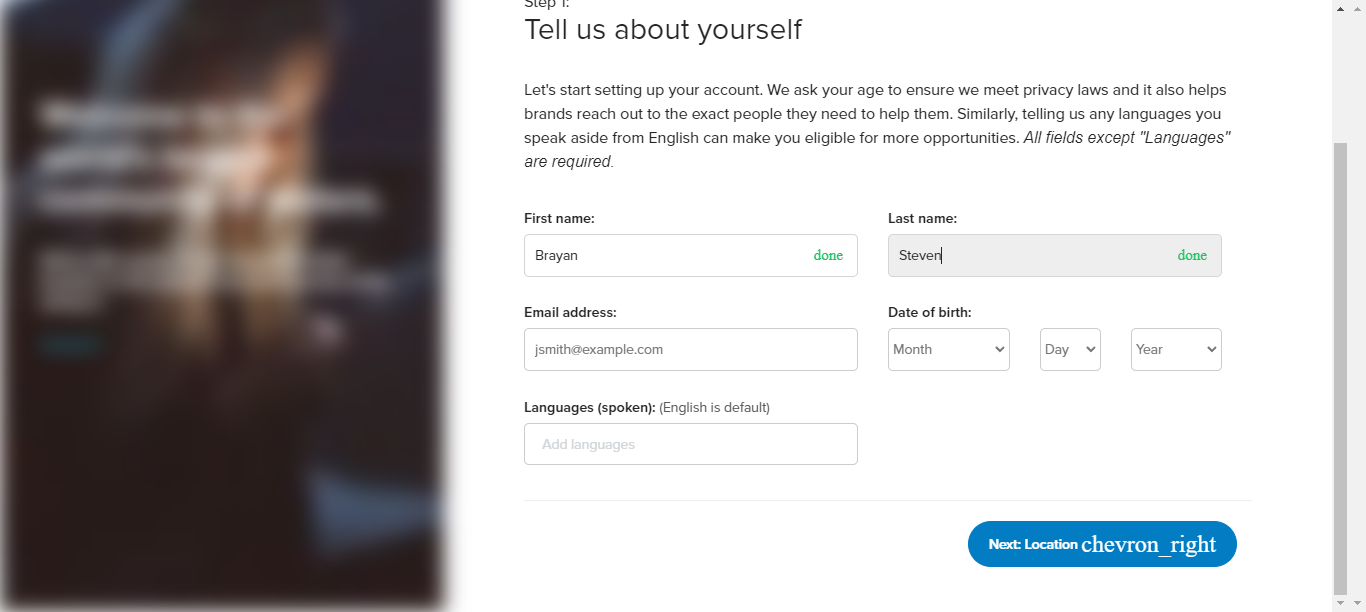 Step 1:
Tell us about yourself
Let's start setting up your account. We ask your age to ensure we meet privacy laws and it also helps
brands reach out to the exact people they need to help them. Similarly, telling us any languages you
speak aside from English can make you eligible for more opportunities. All fields except "Languages"
are required.
First name:
Last name:
Brayan done
Steven done
Email address:
Date of birth:
jsmith@example.com
Month Day Year
Languages (spoken): (English is default)
Add languages
Next: Location chevron_right